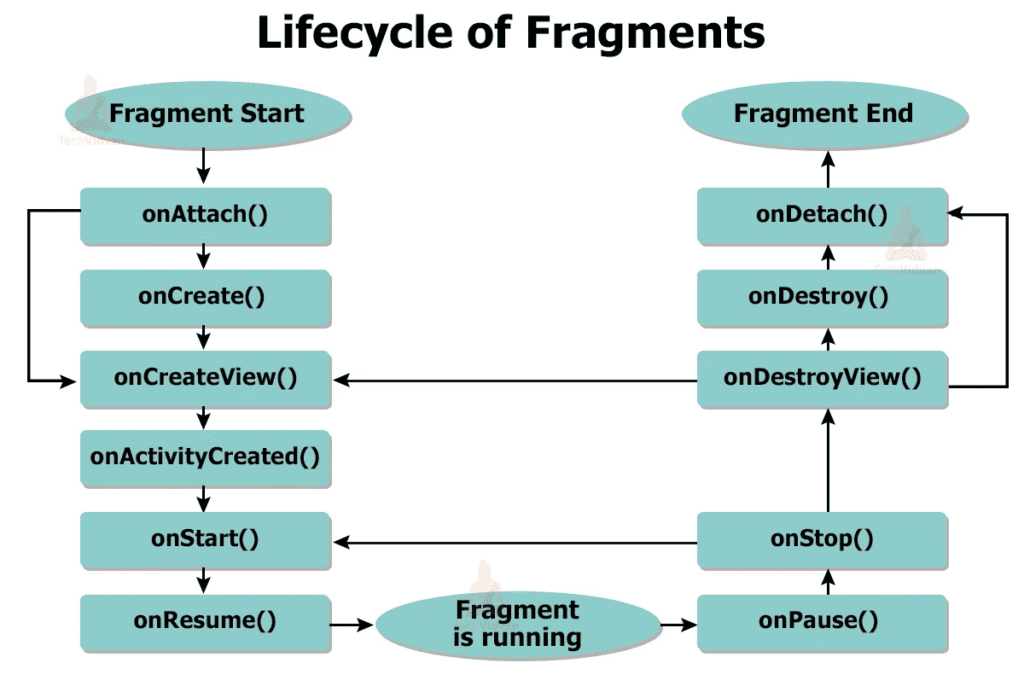 Lifecycle of Fragments
Fragment Start
onAttach()
onCreate()
onCreateView()
onActivityCreated()
onStart()
onResume()
Fragment
is running
onPause()
onStop()
onDestroyView()
onDestroy()
onDetach()
Fragment End
TechVidvan
TechVidvan